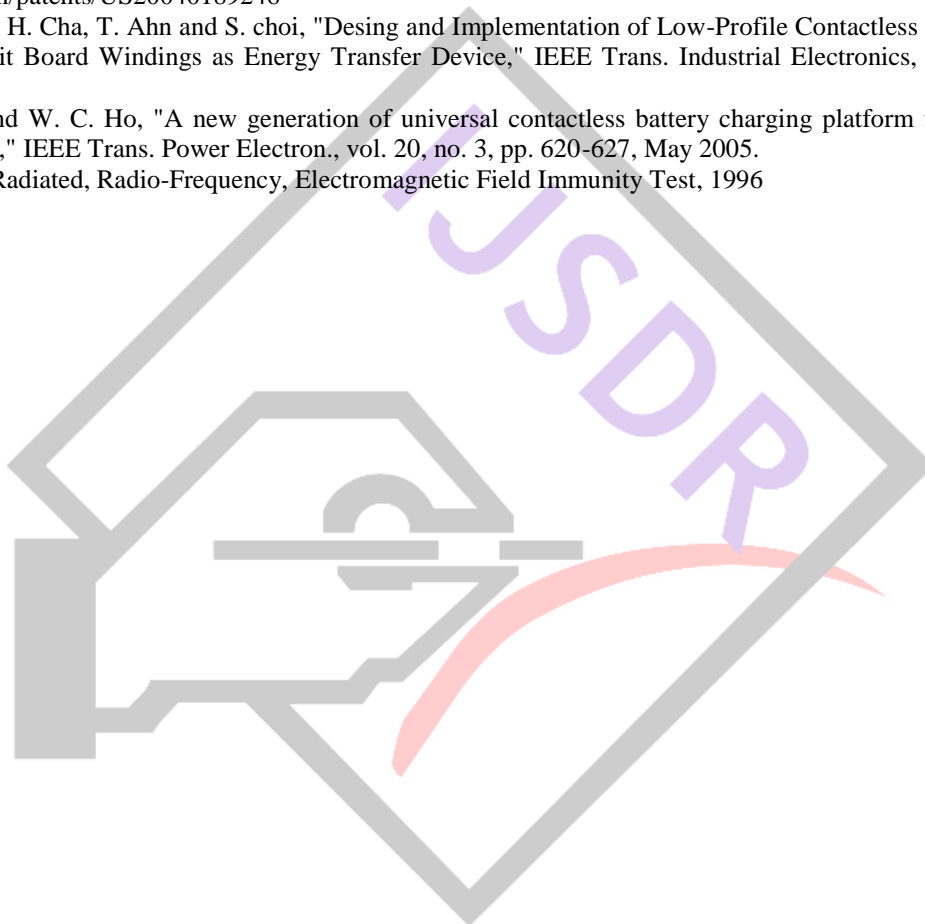 H. Cha, T. Ahn and S. choi, "Desing and Implementation of Low-Profile Contactless
it Board Windings as Energy Transfer Device," IEEE Trans. Industrial Electronics,
nd W. C. Ho, "A new generation of universal contactless battery charging platform
," IEEE Trans. Power Electron., vol. 20, no. 3, pp. 620-627, May 2005.
Radiated, Radio-Frequency, Electromagnetic Field Immunity Test, 1996
IJSDR